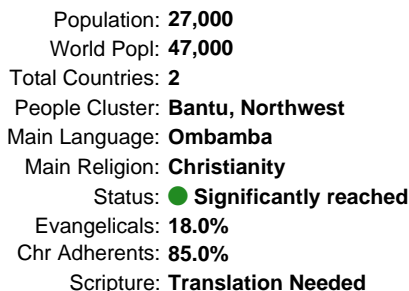 Population: 27,000
World Popl: 47,000
Total Countries: 2
People Cluster: Bantu, Northwest
Main Language: Ombamba
Main Religion: Christianity
Status: Significantly reached
Evangelicals: 18.0%
Chr Adherents: 85.0%
Scripture: Translation Needed